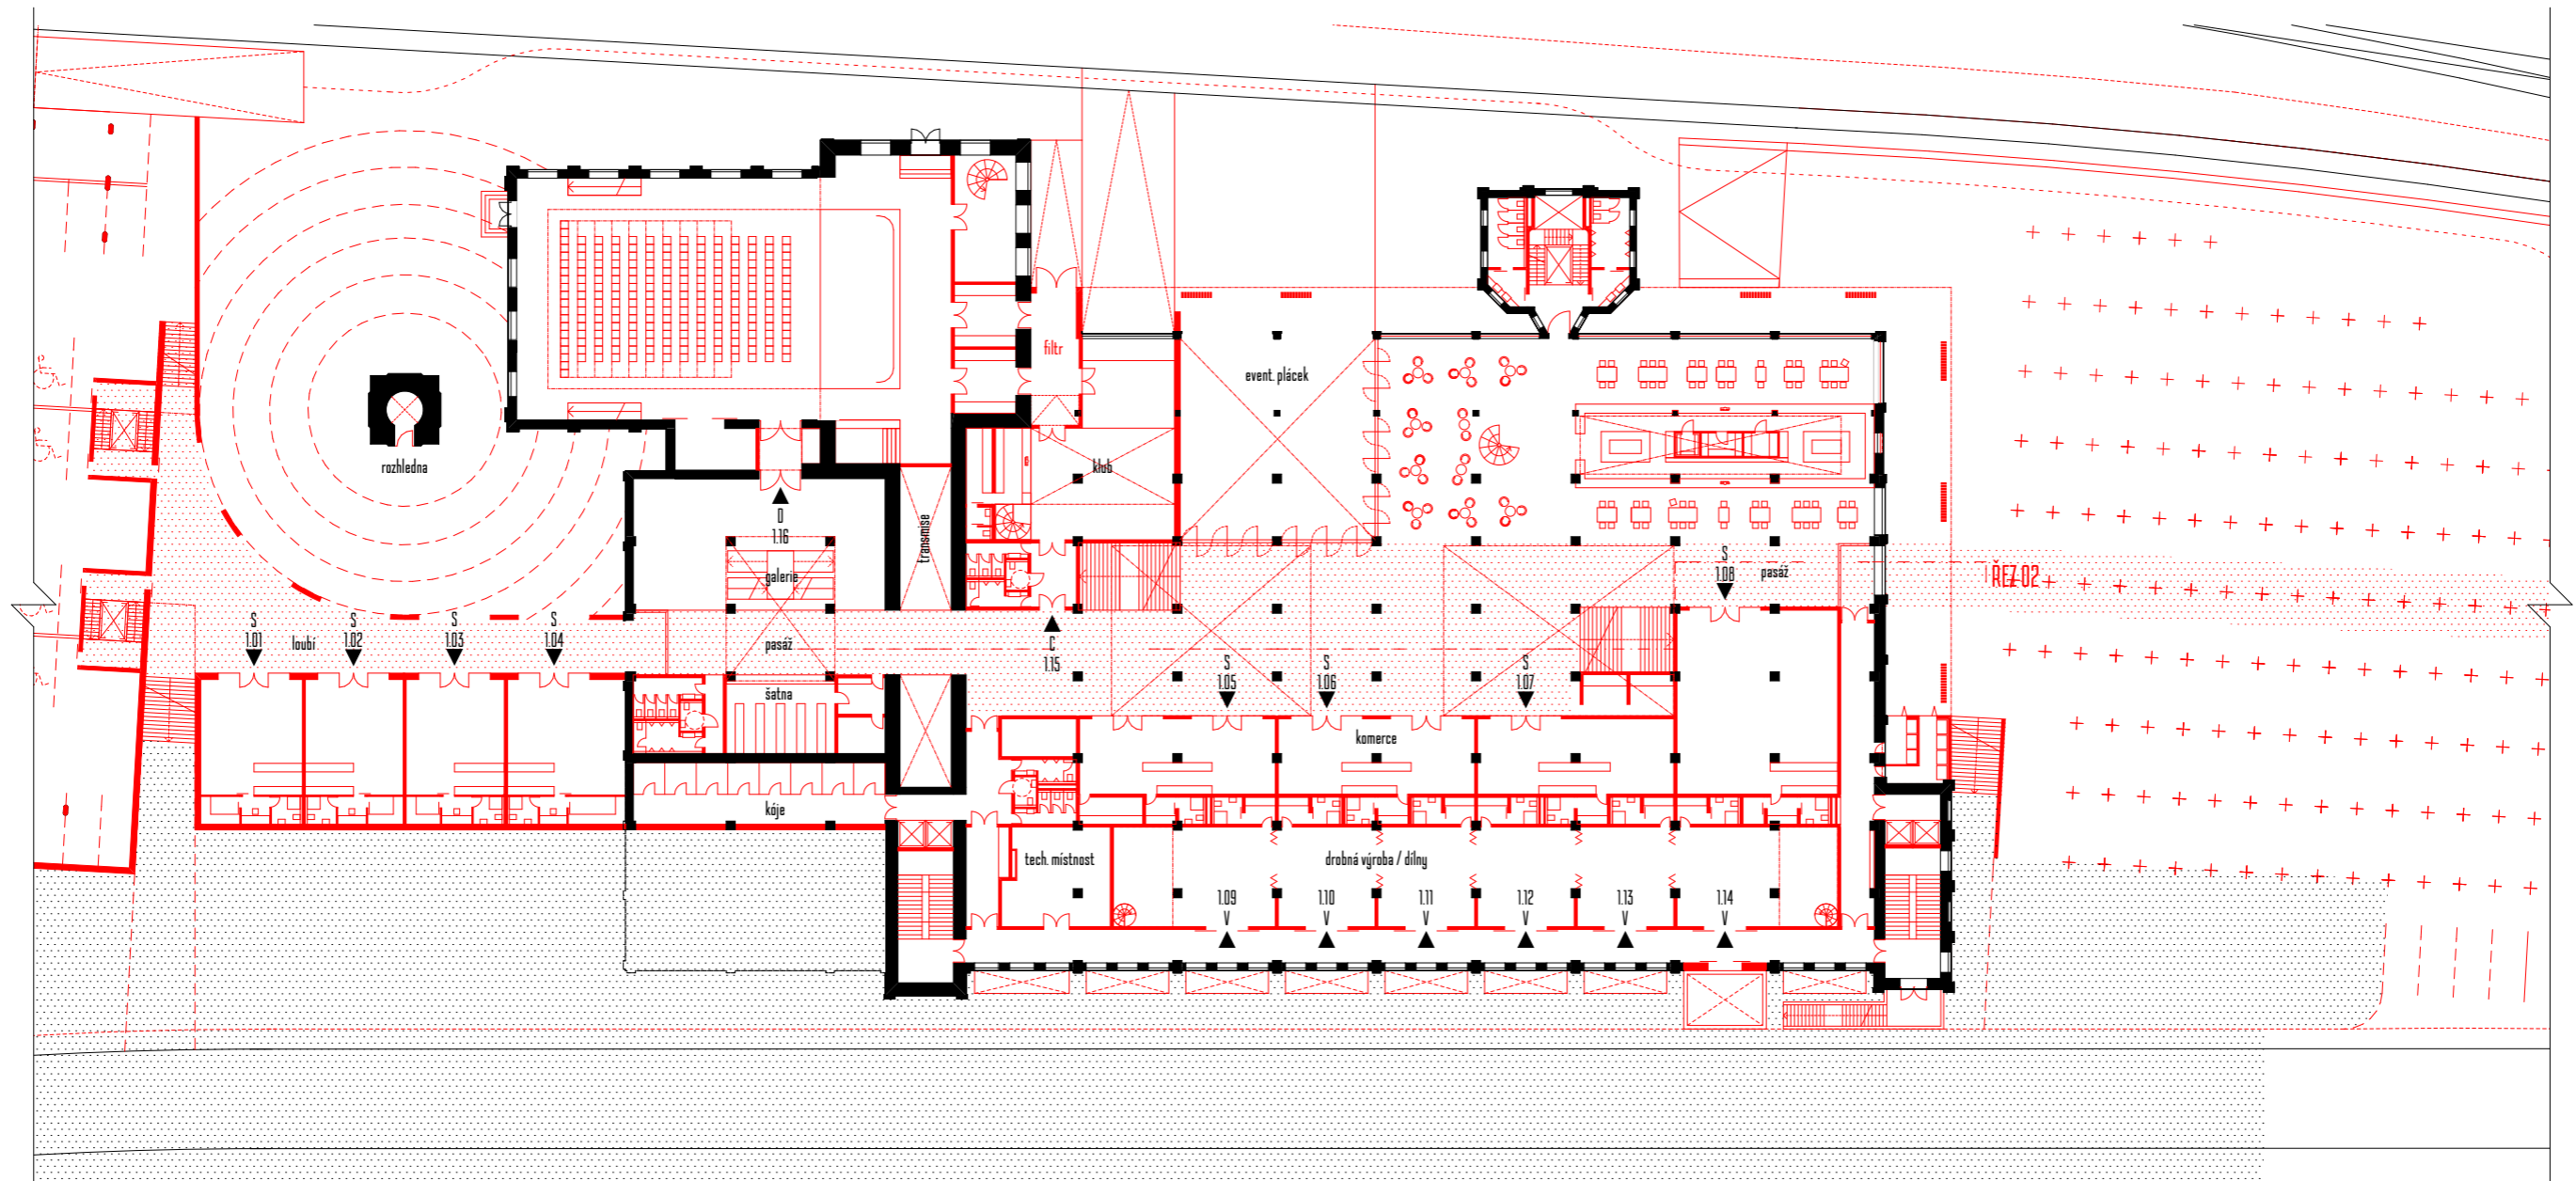 filtr
event. plácek
rozhledna
klub
transmise
D
1.16
galerie
S
1.08
pasáž
ŘEZ 02
S
1.01
loubí
S
1.02
S
1.03
S
1.04
pasáž
C
1.15
S
1.05
S
1.06
S
1.07
šatna
komerce
kóje
tech. místnost
drobná výroba / dílny
1.09
V
1.10
V
1.11
V
1.12
V
1.13
V
1.14
V